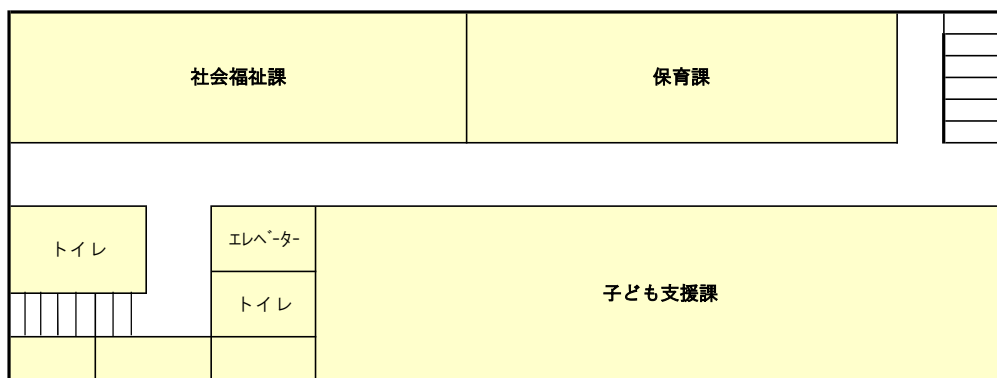 社会福祉課
保育課
トイレ
エレベーター
トイレ
子ども支援課